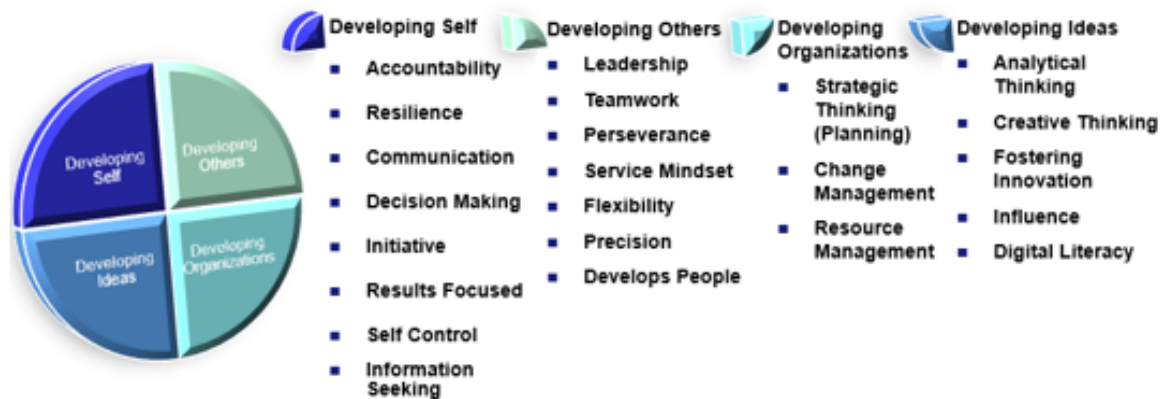 Developing
Self
Developing
Others
Developing
Ideas
Developing
Organizations
Developing Self
Accountability
Resilience
Communication
Decision Making
Initiative
Results Focused
Self Control
Information
Seeking
Developing Others
Leadership
Teamwork
Perseverance
Service Mindset
Flexibility
Precision
Develops People
Developing
Organizations
Strategic
Thinking
(Planning)
Change
Management
Resource
Management
Developing Ideas
Analytical
Thinking
Creative Thinking
Fostering
Innovation
Influence
Digital Literacy